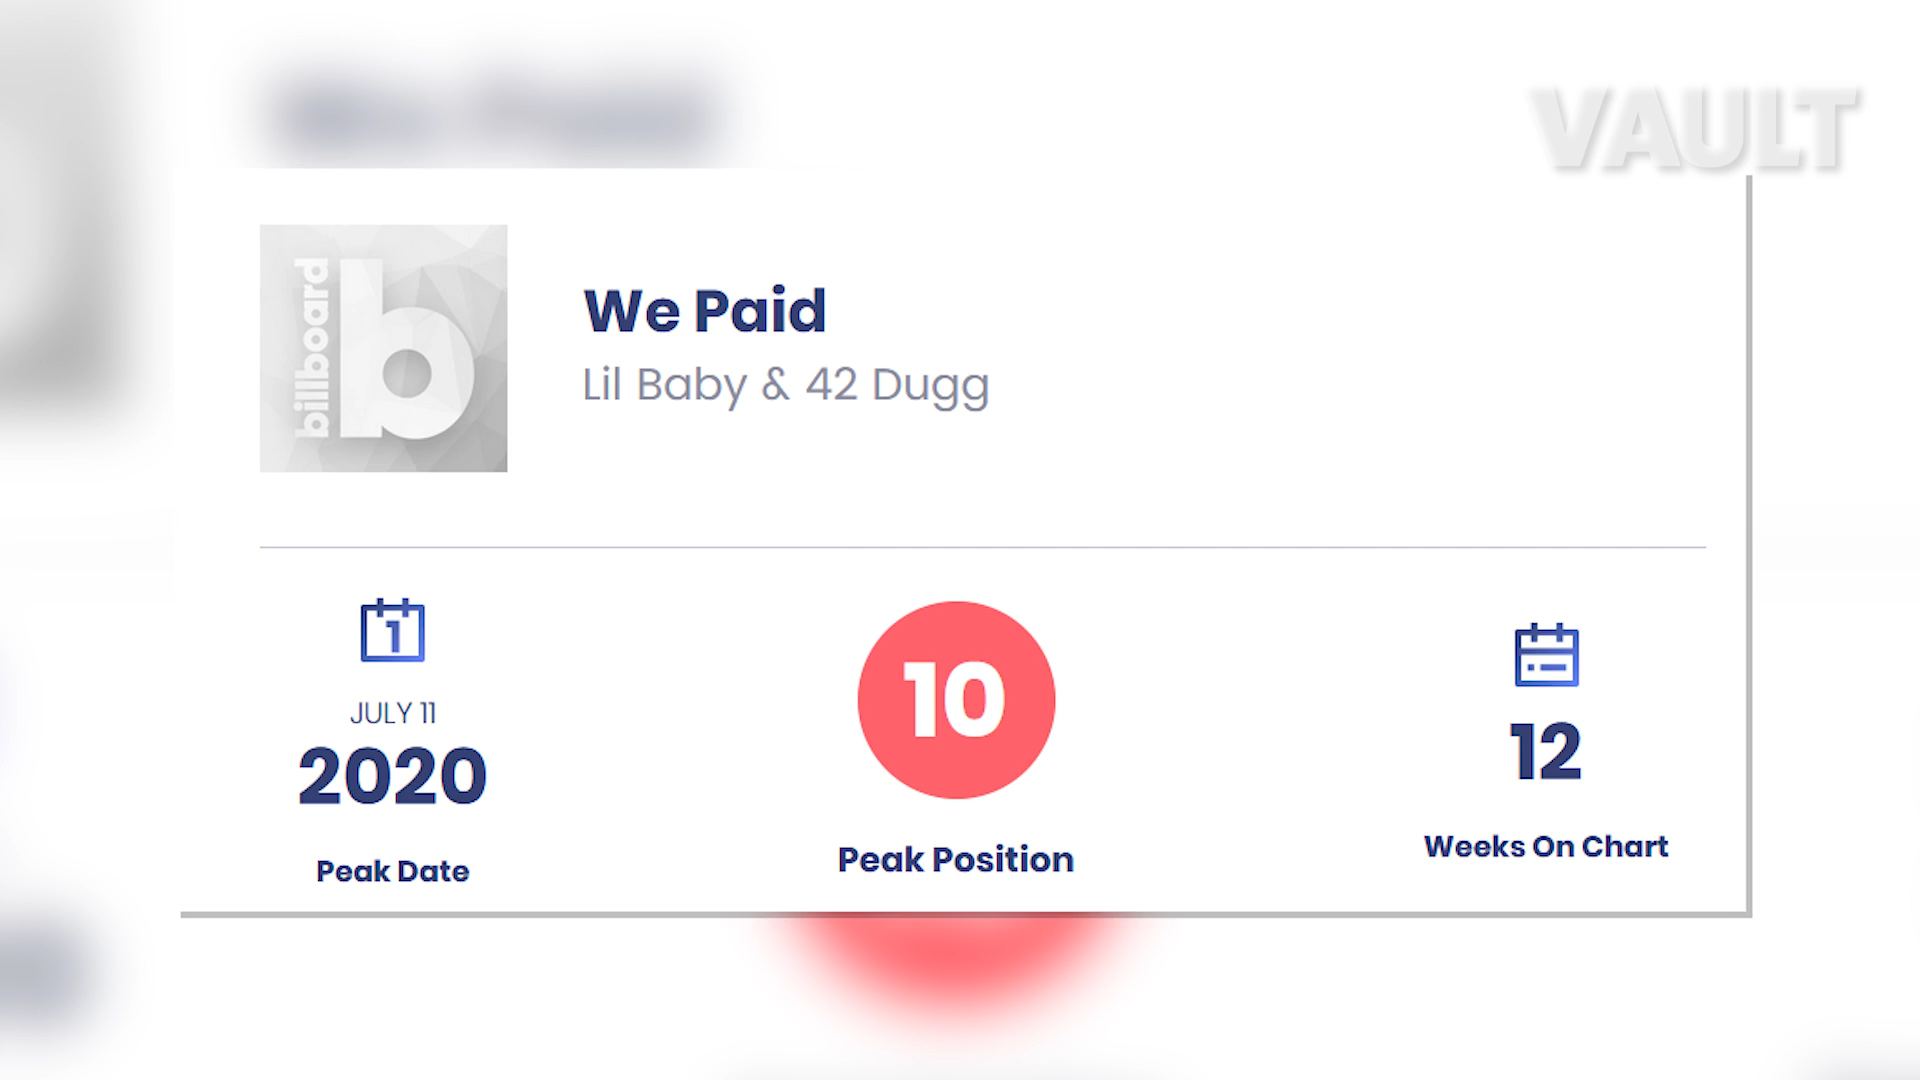 VAULT
billboard
b
We Paid
Lil Baby & 42 Dugg
1
JULY 11
2020
Peak Date
10
Peak Position
12
Weeks On Chart